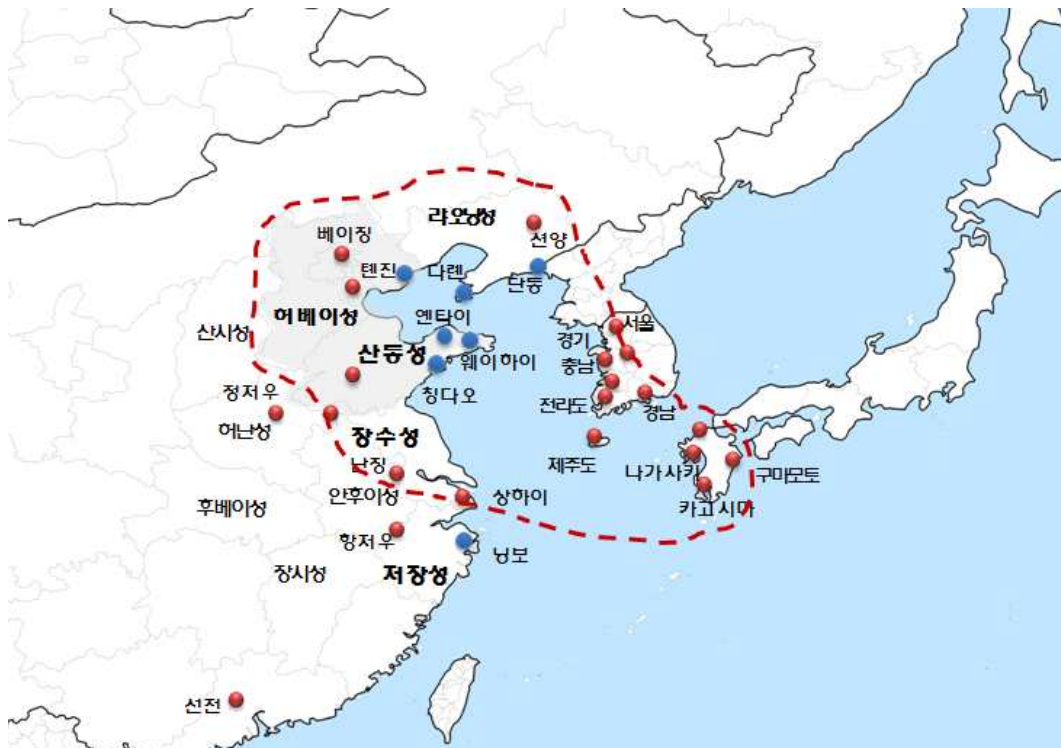 랴오닝성
베이징
선양
톈진
다롄
단둥
허베이성
옌타이
서울
산시성
경기
산둥성
웨이하이
충남
정저우
칭다오
전라도
경남
허난성
장수성
제주도
나가사키
구마모토
난징
안후이성
상하이
카고시마
후베이성
항저우
닝보
장시성
저장성
선전